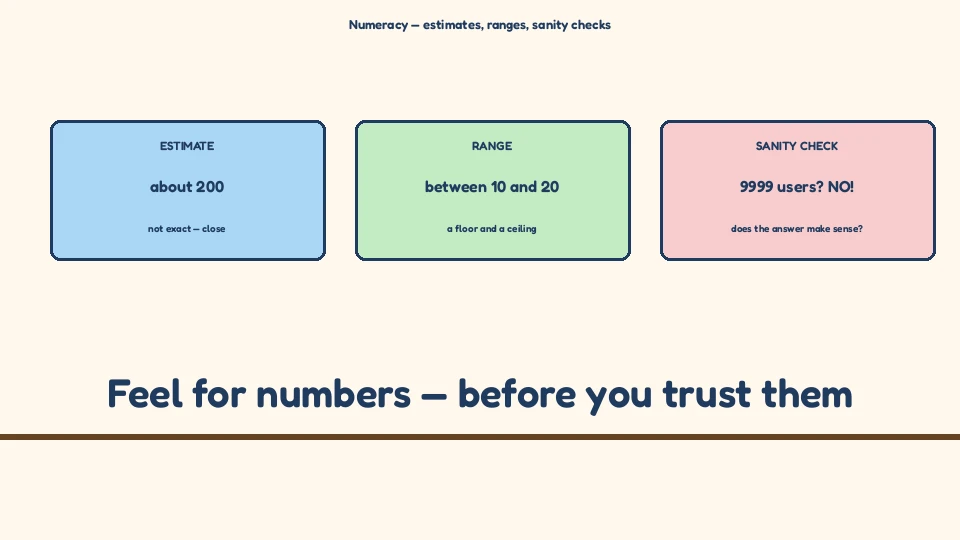 Numeracy — estimates, ranges, sanity checks
ESTIMATE
about 200
not exact — close
RANGE
between 10 and 20
a floor and a ceiling
SANITY CHECK
9999 users? NO!
does the answer make sense?
Feel for numbers — before you trust them